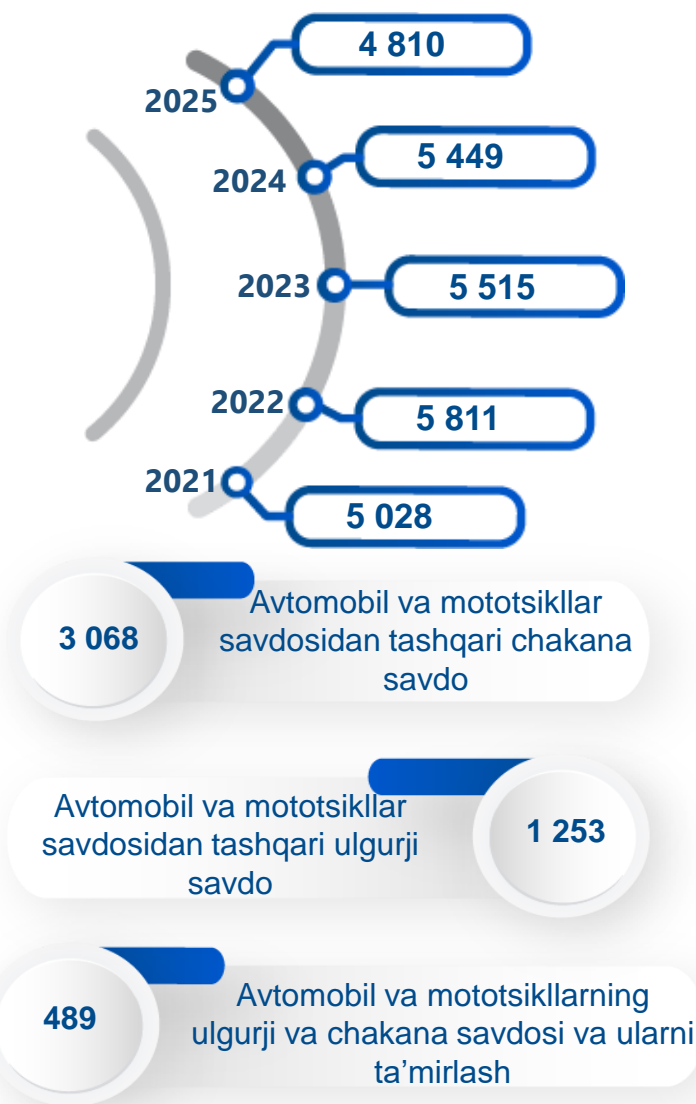 4 810
2025
5 449
2024
2023
5 515
2022
5 811
2021
5 028
3 068
Avtomobil va mototsikllar
savdosidan tashqari chakana
savdo
Avtomobil va mototsikllar
savdosidan tashqari ulgurji
savdo
1 253
489
Avtomobil va mototsikllarning
ulgurji va chakana savdosi va ularni
ta’mirlash